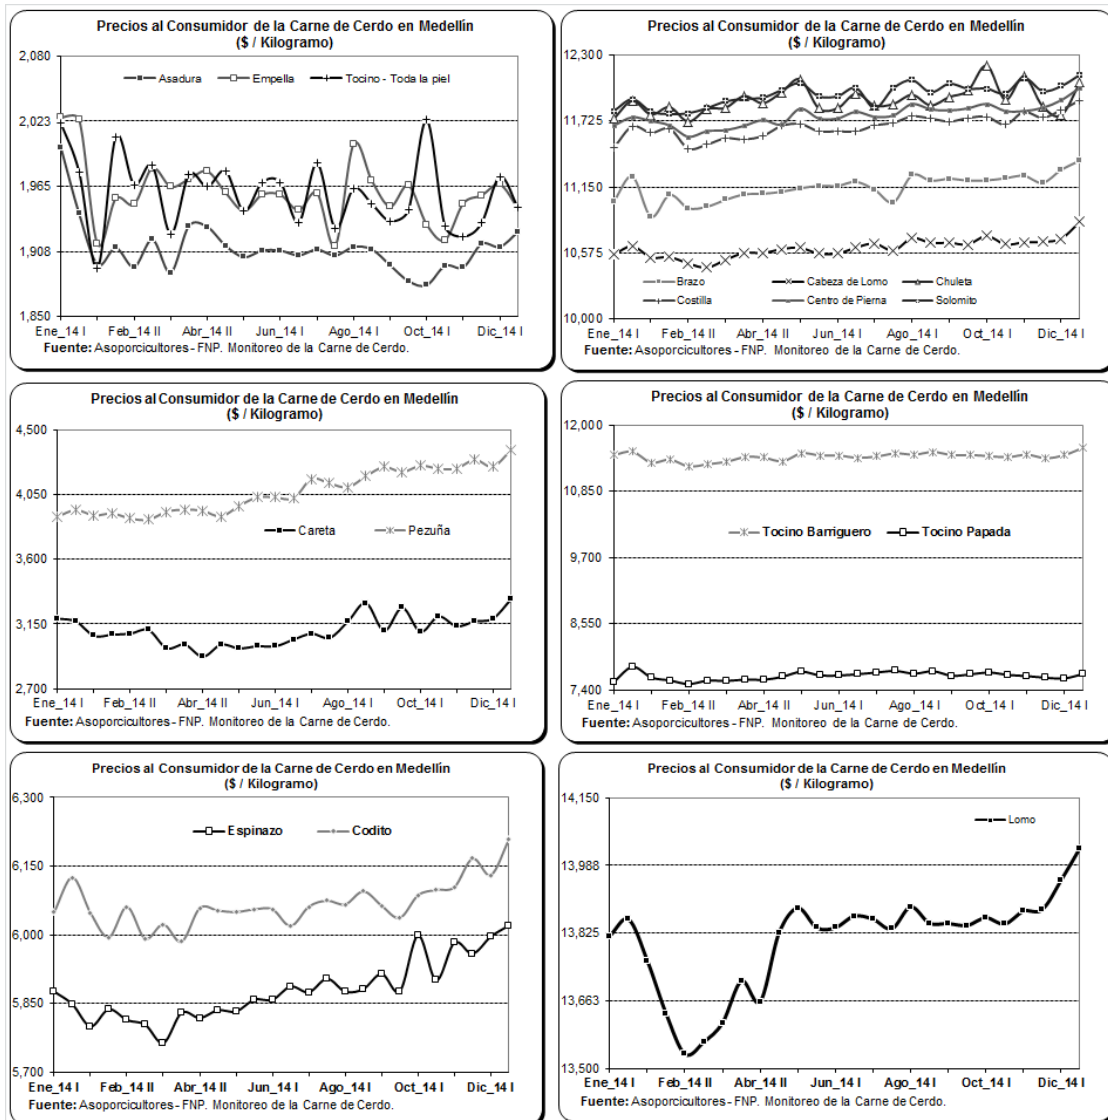 Precios al Consumidor de la Carne de Cerdo en Medellín
($ / Kilogramo)
2,080
2,023
1,965
1,908
1,850
Asadura Empella Tocino - Toda la piel
Ene_14 I Feb_14 II Abr_14 II Jun_14 I Ago_14 I Oct_14 I Dic_14 I
Fuente: Asoporcicultores - FNP. Monitoreo de la Carne de Cerdo.
Precios al Consumidor de la Carne de Cerdo en Medellín
($ / Kilogramo)
12,300
11,725
11,150
10,575
10,000
Brazo Cabeza de Lomo Chuleta
Costilla Centro de Pierna Solomito
Ene_14 I Feb_14 II Abr_14 II Jun_14 I Ago_14 I Oct_14 I Dic_14 I
Fuente: Asoporcicultores - FNP. Monitoreo de la Carne de Cerdo.
Precios al Consumidor de la Carne de Cerdo en Medellín
($ / Kilogramo)
4,500
4,050
3,600
3,150
2,700
Careta Pezuña
Ene_14 I Feb_14 II Abr_14 II Jun_14 I Ago_14 I Oct_14 I Dic_14 I
Fuente: Asoporcicultores - FNP. Monitoreo de la Carne de Cerdo.
Precios al Consumidor de la Carne de Cerdo en Medellín
($ / Kilogramo)
12,000
10,850
9,700
8,550
7,400
Tocino Barriguero Tocino Papada
Ene_14 I Feb_14 II Abr_14 II Jun_14 I Ago_14 I Oct_14 I Dic_14 I
Fuente: Asoporcicultores - FNP. Monitoreo de la Carne de Cerdo.
Precios al Consumidor de la Carne de Cerdo en Medellín
($ / Kilogramo)
6,300
6,150
6,000
5,850
5,700
Espinazo Codito
Ene_14 I Feb_14 II Abr_14 II Jun_14 I Ago_14 I Oct_14 I Dic_14 I
Fuente: Asoporcicultores - FNP. Monitoreo de la Carne de Cerdo.
Precios al Consumidor de la Carne de Cerdo en Medellín
($ / Kilogramo)
14,150
13,988
13,825
13,663
13,500
Lomo
Ene_14 I Feb_14 II Abr_14 II Jun_14 I Ago_14 I Oct_14 I Dic_14 I
Fuente: Asoporcicultores - FNP. Monitoreo de la Carne de Cerdo.